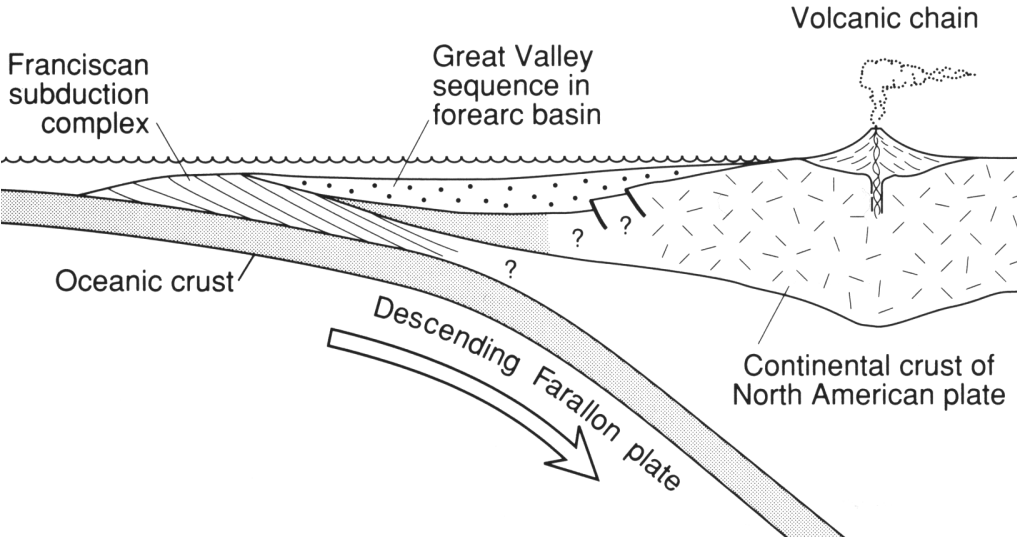 Volcanic chain
Franciscan
subduction
complex
Great Valley
sequence in
forearc basin
?
?
?
Oceanic crust
Descending Farallon plate
Continental crust of
North American plate